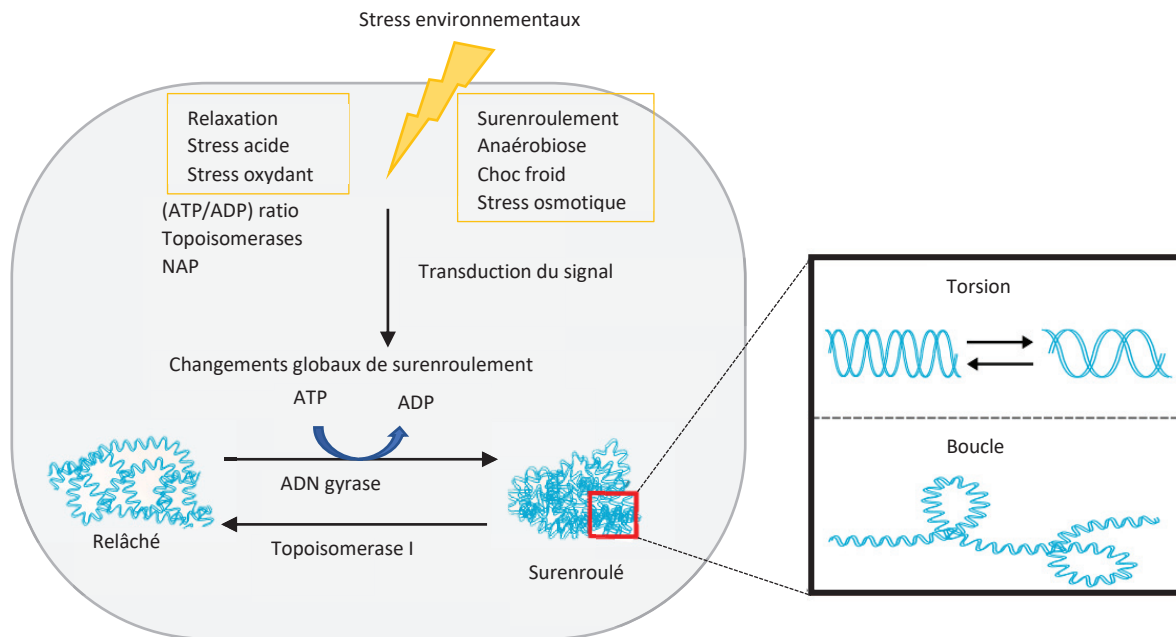 Stress environnementaux
Relaxation
Stress acide
Stress oxydant
Surenroulement
Anaérobiose
Choc froid
Stress osmotique
(ATP/ADP) ratio
Topoisomerases
NAP
Transduction du signal
Changements globaux de surenroulement
ATP
ADP
ADN gyrase
Relâché
Topoisomerase I
Surenroulé
Torsion
Boucle